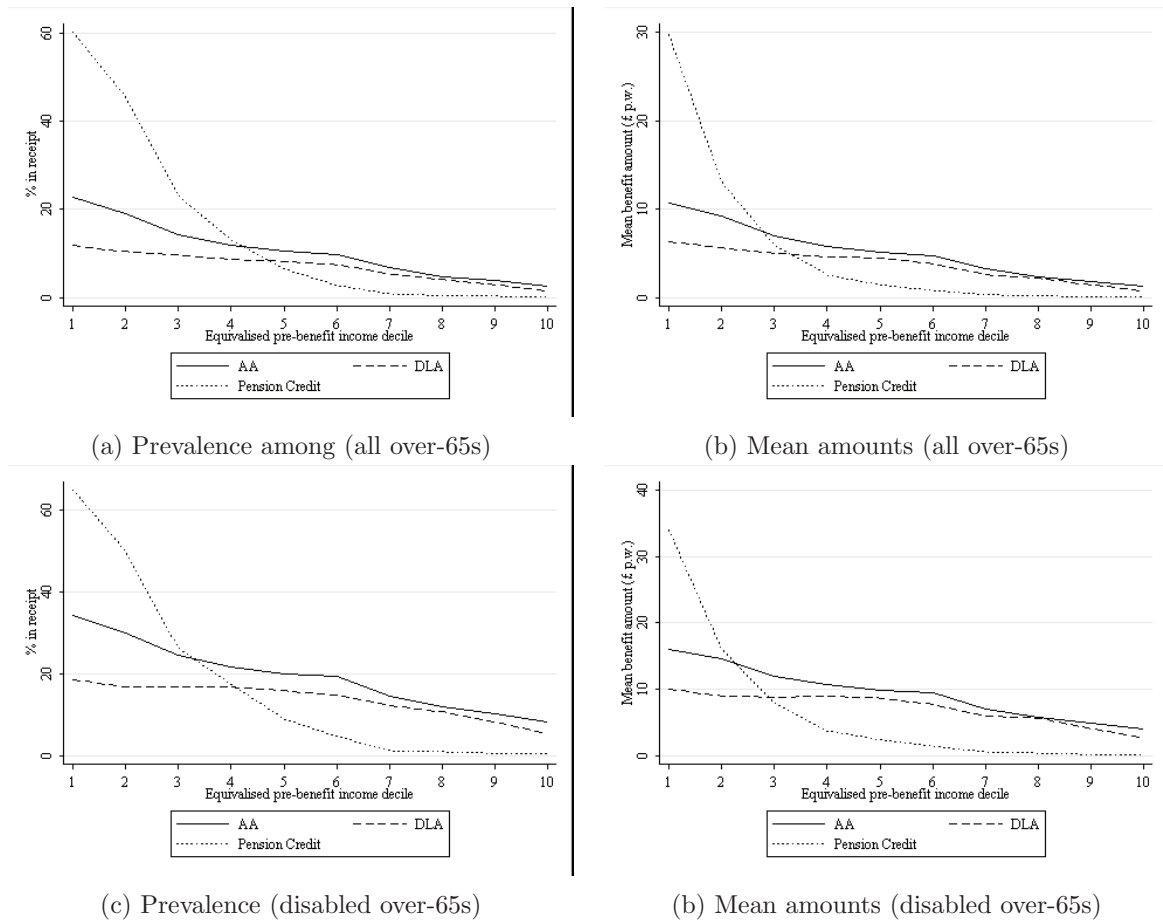 60
40
20
0
% in receipt
1 2 3 4 5 6 7 8 9 10
Equivalised pre-benefit income decile
AA DLA
Pension Credit
(a) Prevalence among (all over-65s)
30
20
10
0
Mean benefit amount (£ p.w.)
1 2 3 4 5 6 7 8 9 10
Equivalised pre-benefit income decile
AA DLA
Pension Credit
(b) Mean amounts (all over-65s)
60
40
20
0
% in receipt
1 2 3 4 5 6 7 8 9 10
Equivalised pre-benefit income decile
AA DLA
Pension Credit
(c) Prevalence (disabled over-65s)
40
30
20
10
0
Mean benefit amount (£ p.w.)
1 2 3 4 5 6 7 8 9 10
Equivalised pre-benefit income decile
AA DLA
Pension Credit
(b) Mean amounts (disabled over-65s)